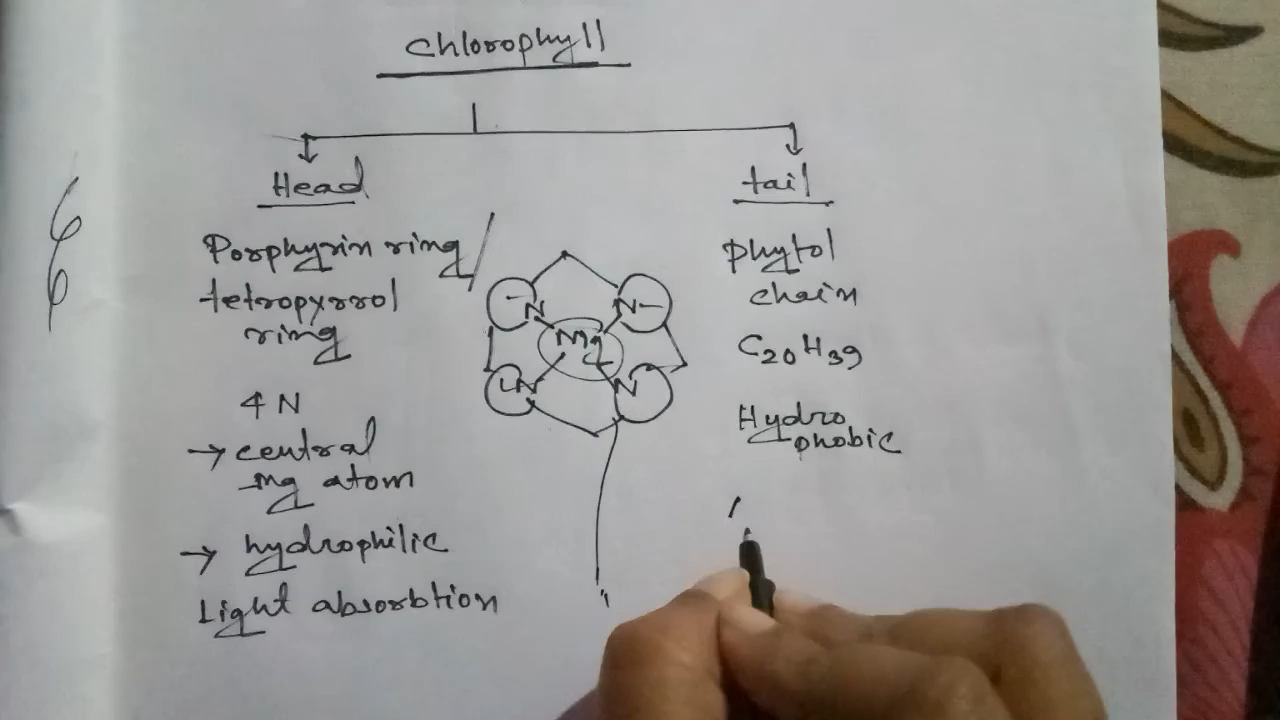 Chlorophyll
Head
Porphyrin ring/
tetropyrrol
ring
4 N
→ central
mg atom
→ hydrophilic
Light absorbtion
N N
Mg
N N
tail
phytol
chain
C20H39
Hydro
phobic